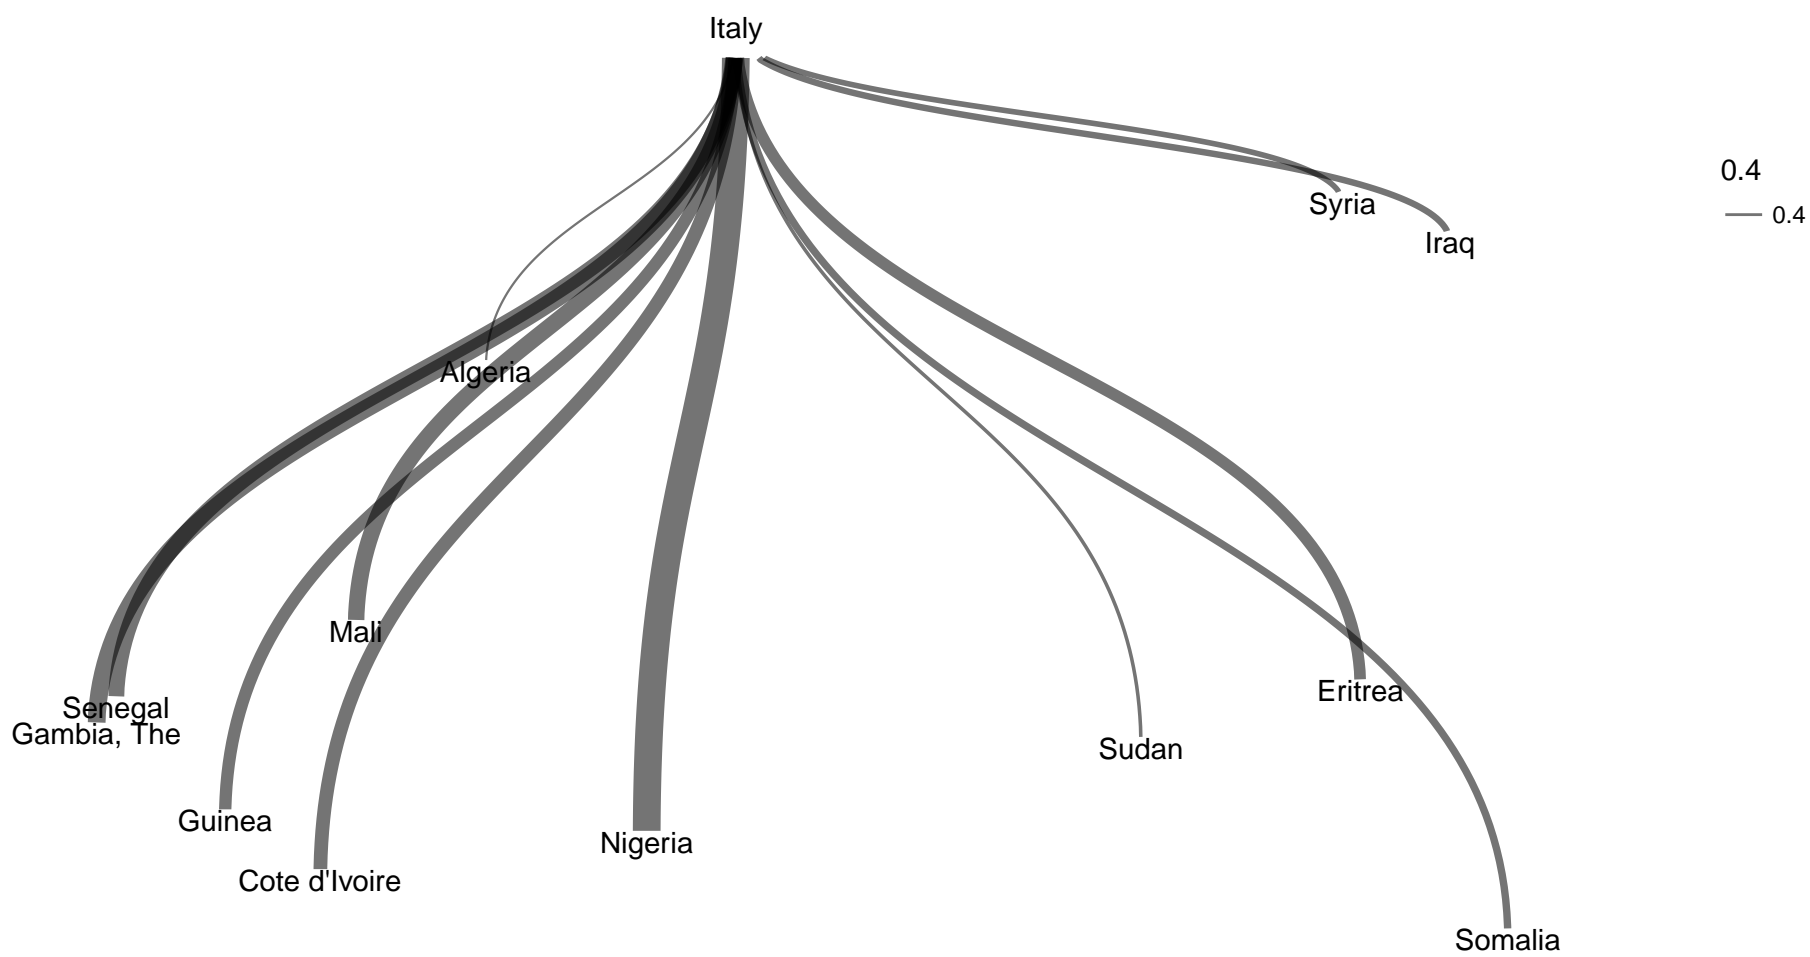 Italy
0.4
Syria
0.4
Iraq
Algeria
Mali
Eritrea
Senegal
Gambia, The
Sudan
Guinea
Nigeria
Cote d'Ivoire
Somalia